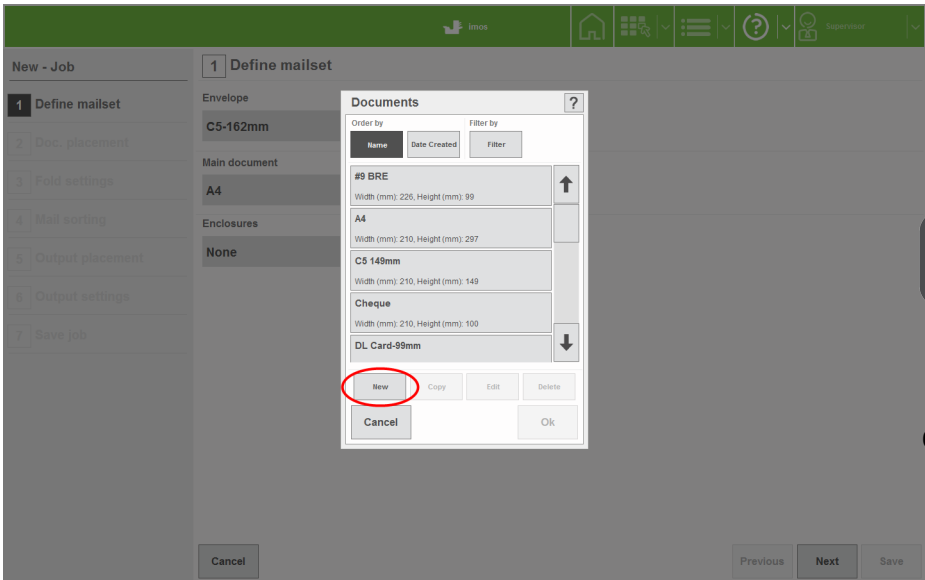 imos
Supervisor
New - Job
1 Define mailset
2 Doc. placement
3 Fold settings
4 Mail sorting
5 Output placement
6 Output settings
7 Save job
1 Define mailset
Envelope
C5-162mm
Main document
A4
Enclosures
None
Documents
?
Order by
Filter by
Name
Date Created
Filter
#9 BRE
Width (mm): 226, Height (mm): 99
A4
Width (mm): 210, Height (mm): 297
C5 149mm
Width (mm): 210, Height (mm): 149
Cheque
Width (mm): 210, Height (mm): 100
DL Card-99mm
New
Copy
Edit
Delete
Cancel
Ok
Cancel
Previous
Next
Save